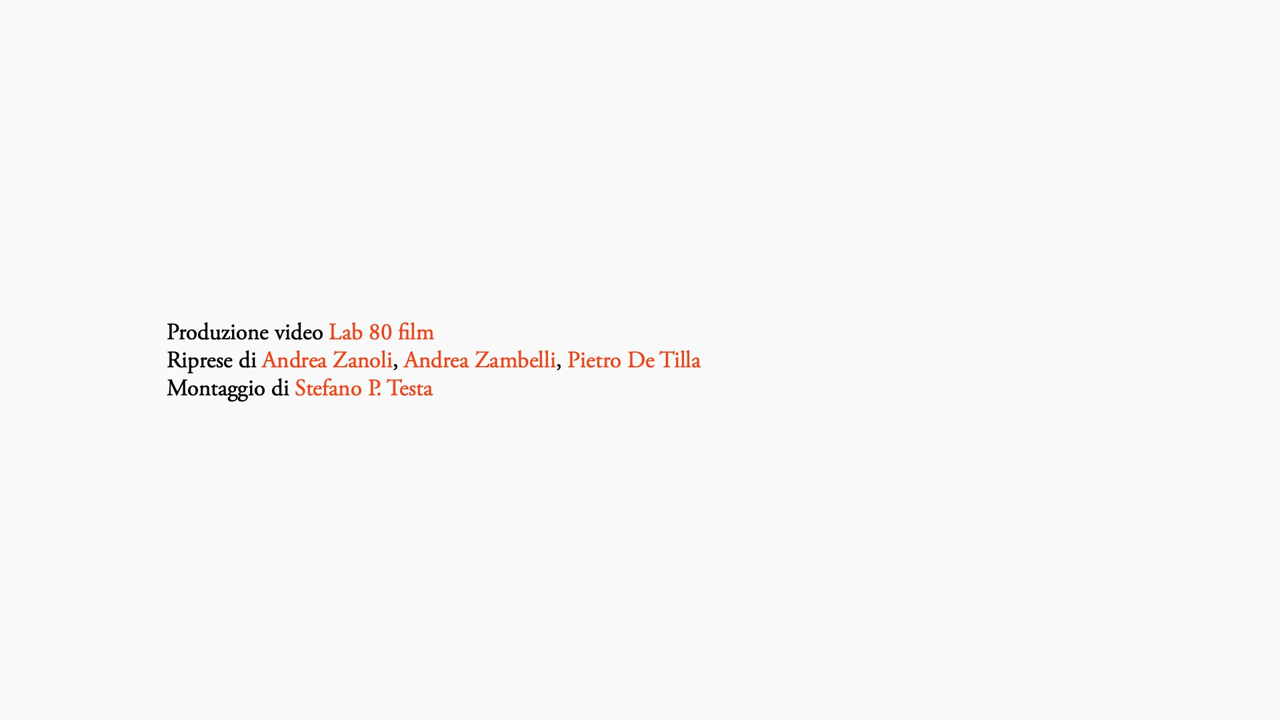 Produzione video Lab 80 film
Riprese di Andrea Zanoli, Andrea Zambelli, Pietro De Tilla
Montaggio di Stefano P. Testa